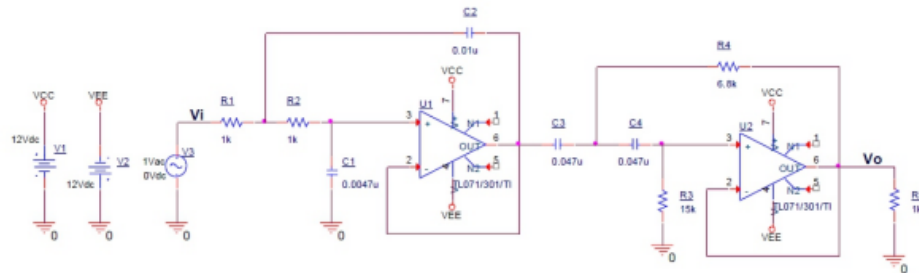 C2
0.01u
R4
6.8k
VCC
VEE
VCC
VCC
Vi
R1
R2
U1
C3
C4
U2
7
3
+
N1
1
OUT
6
2
-
N2
5
4
TL071/301/TI
VEE
1k
1k
C1
0.0047u
0
0.047u
0.047u
7
3
+
N1
1
OUT
6
Vo
2
-
N2
5
4
TL071/301/TI
VEE
R3
15k
0
12Vdc
V1
V2
12Vdc
V3
1Vac
0Vdc
0
0
0
0